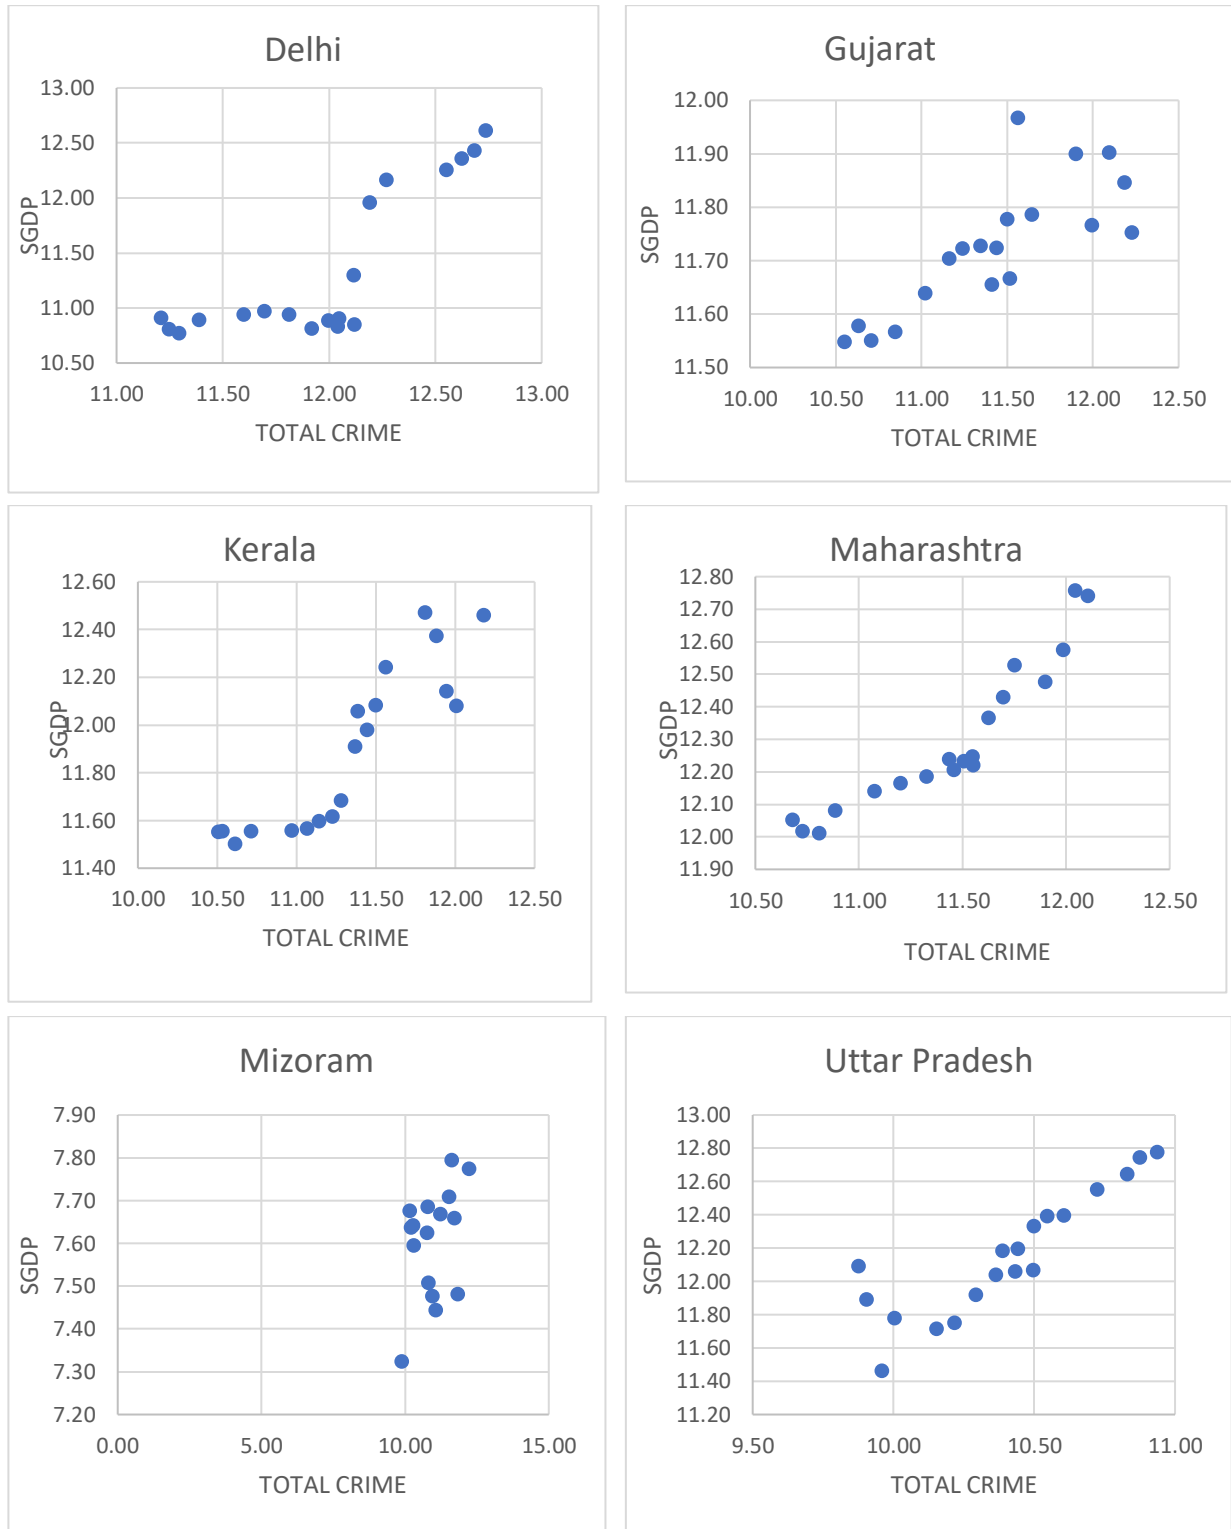 Delhi
13.00
12.50
12.00
11.50
11.00
10.50
SGDP
11.00 11.50 12.00 12.50 13.00
TOTAL CRIME
Gujarat
12.00
11.90
11.80
11.70
11.60
11.50
SGDP
10.00 10.50 11.00 11.50 12.00 12.50
TOTAL CRIME
Kerala
12.60
12.40
12.20
12.00
11.80
11.60
11.40
SGDP
10.00 10.50 11.00 11.50 12.00 12.50
TOTAL CRIME
Maharashtra
12.80
12.70
12.60
12.50
12.40
12.30
12.20
12.10
12.00
11.90
SGDP
10.50 11.00 11.50 12.00 12.50
TOTAL CRIME
Mizoram
7.90
7.80
7.70
7.60
7.50
7.40
7.30
7.20
SGDP
0.00 5.00 10.00 15.00
TOTAL CRIME
Uttar Pradesh
13.00
12.80
12.60
12.40
12.20
12.00
11.80
11.60
11.40
11.20
SGDP
9.50 10.00 10.50 11.00
TOTAL CRIME